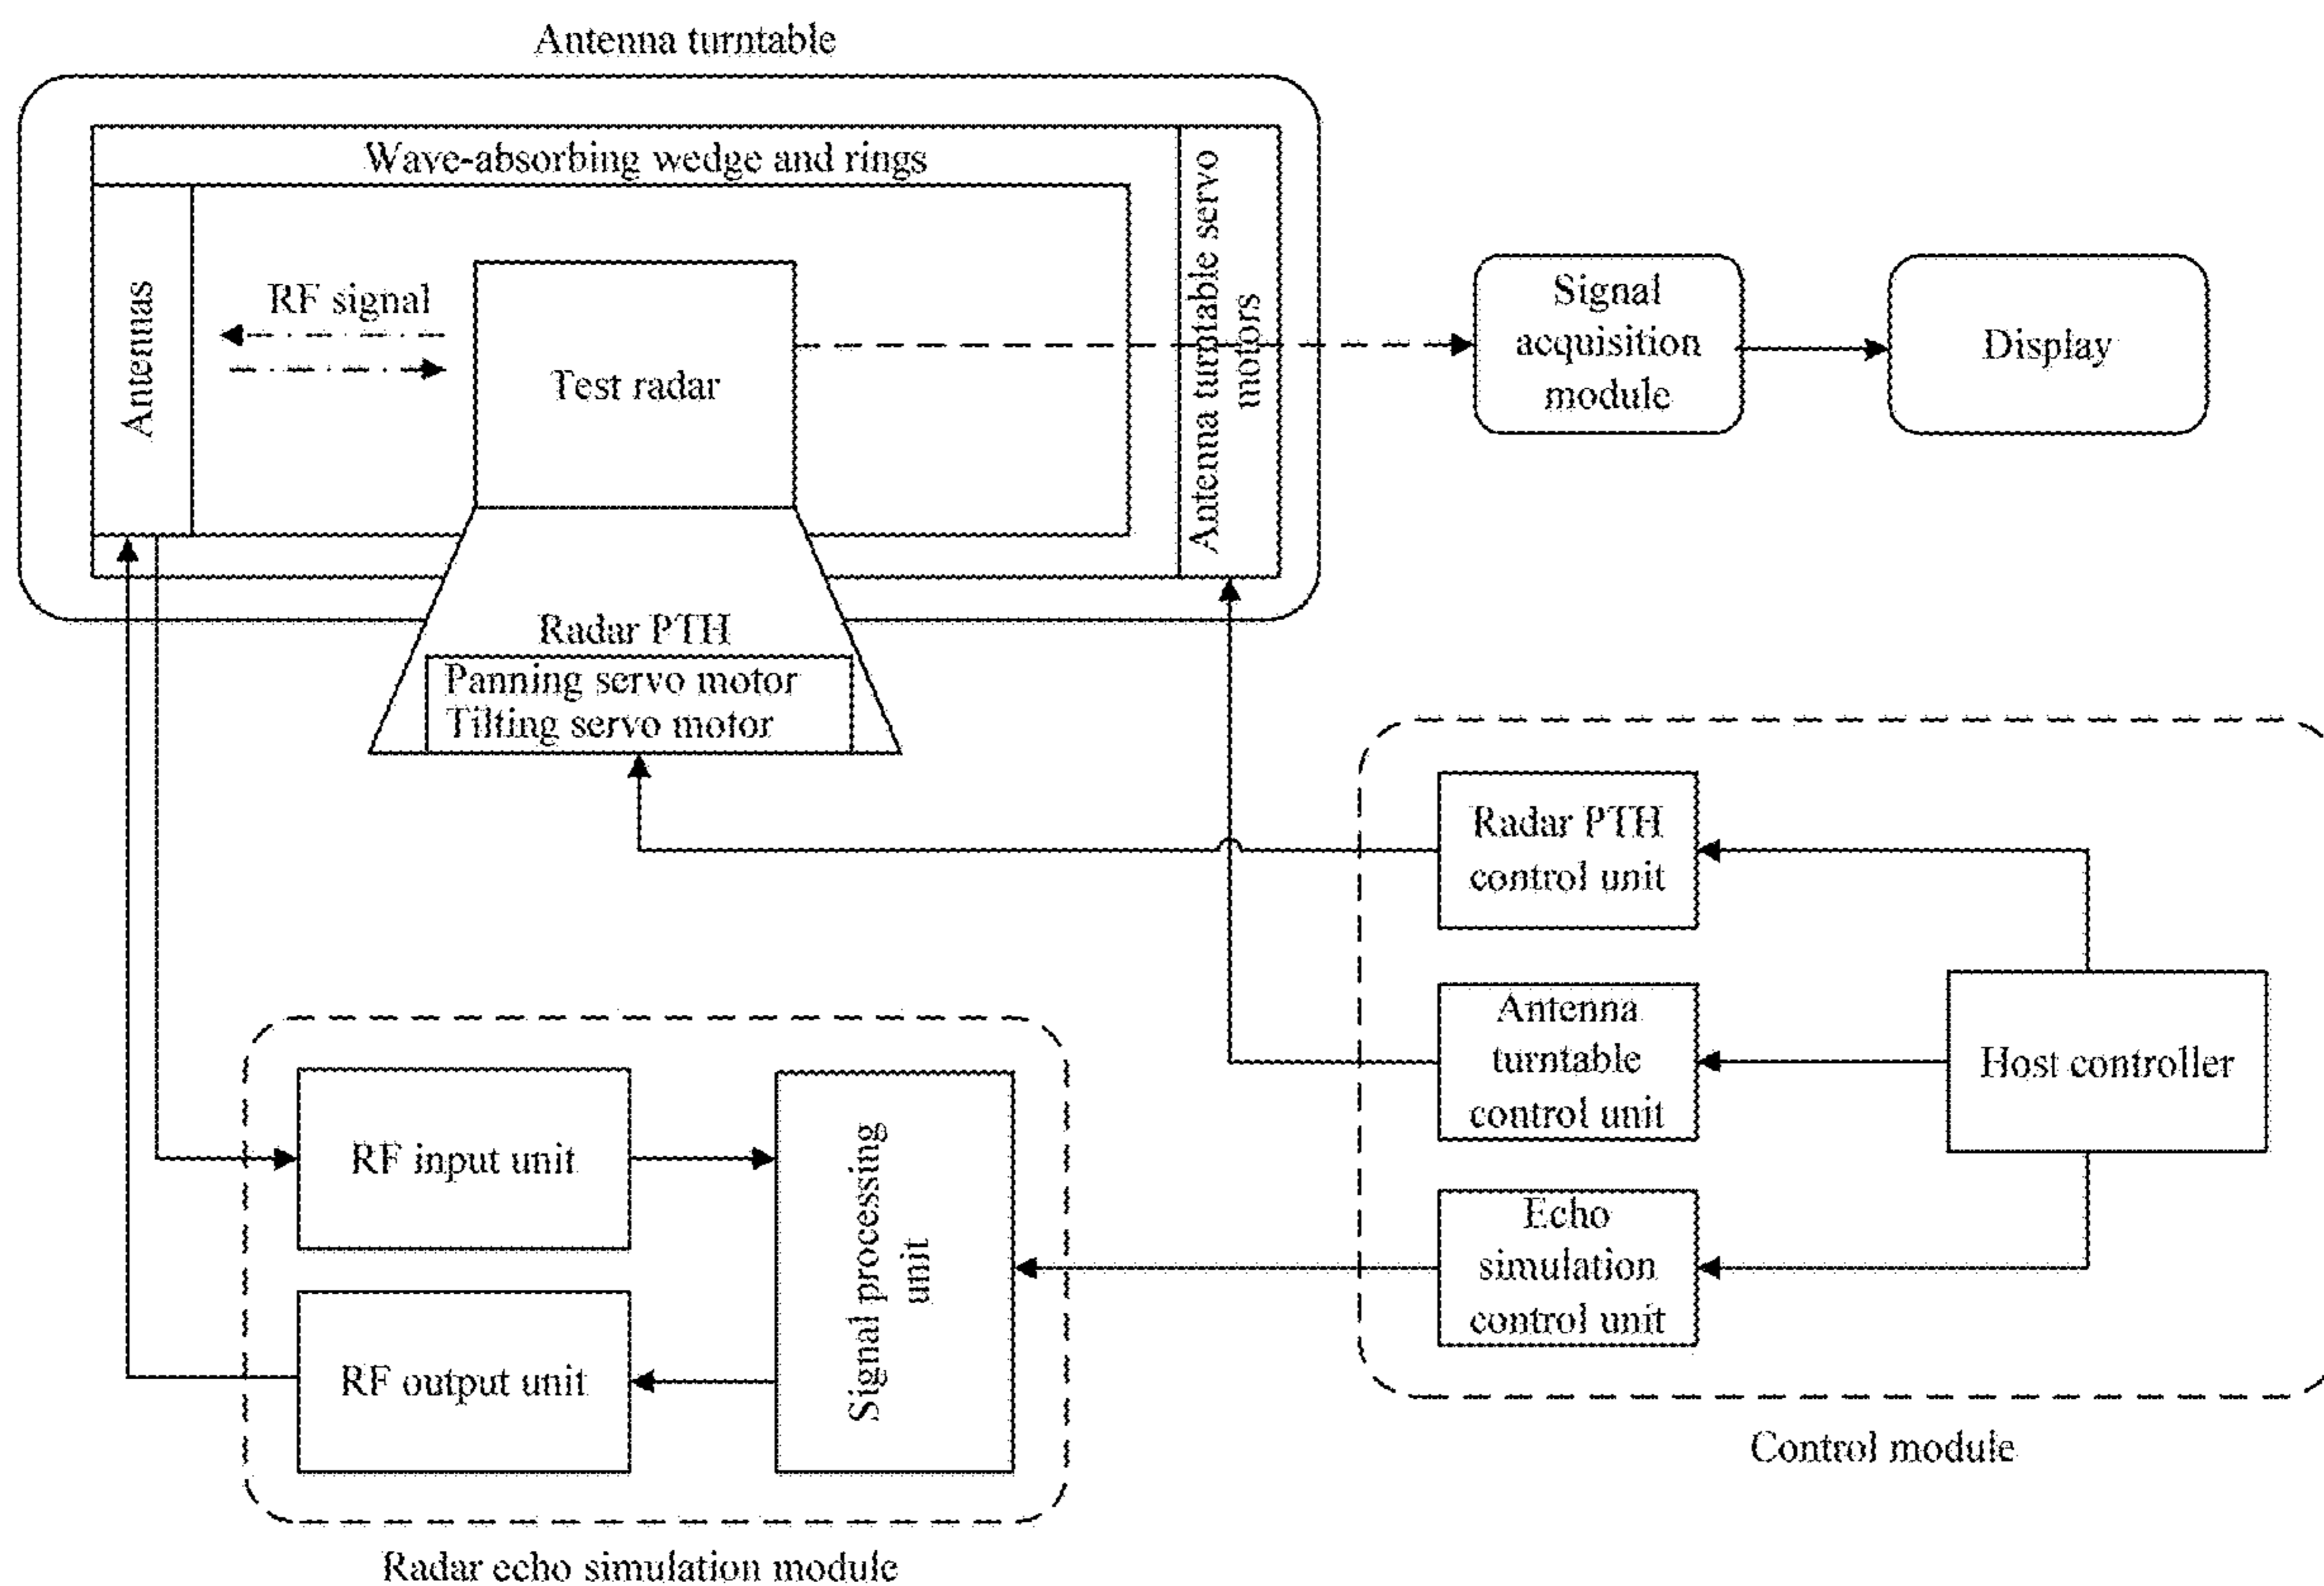 Antenna turntable
Wave-absorbing wedge and rings
Antennas
RF signal
Test radar
Antenna turntable servo
motors
Signal
acquisition
module
Display
Radar PTH
Panning servo motor
Tilting servo motor
Radar PTH
control unit
Antenna
turntable
control unit
Host controller
Echo
simulation
control unit
Control module
RF input unit
Signal processing
unit
RF output unit
Radar echo simulation module